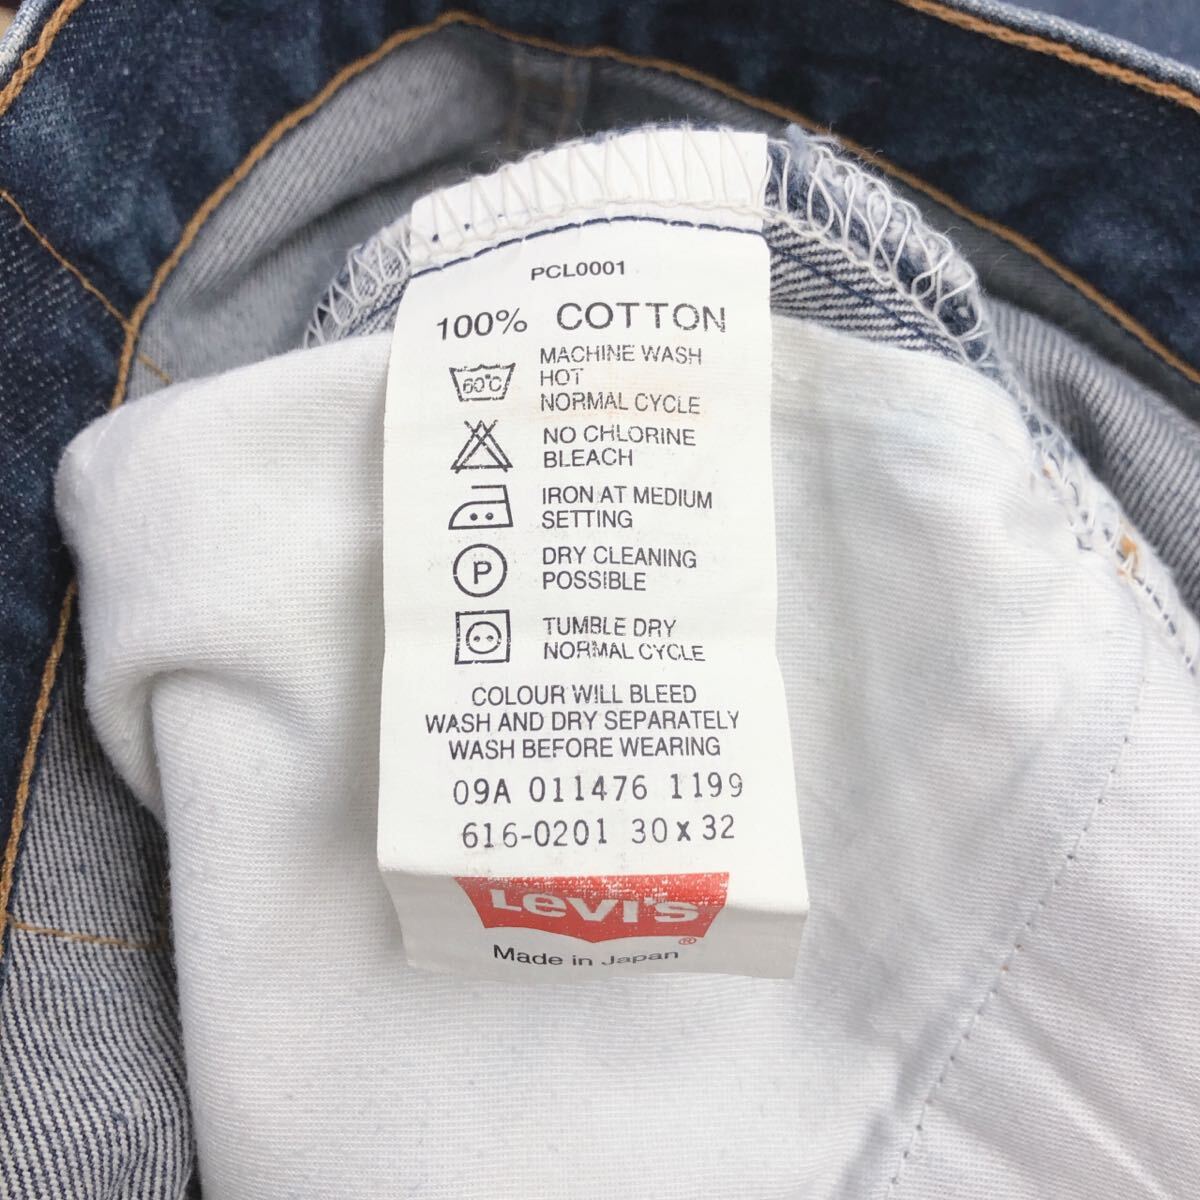 PCL0001
100% COTTON
60°C
MACHINE WASH
HOT
NORMAL CYCLE
NO CHLORINE
BLEACH
IRON AT MEDIUM
SETTING
P
DRY CLEANING
POSSIBLE
TUMBLE DRY
NORMAL CYCLE
COLOUR WILL BLEED
WASH AND DRY SEPARATELY
WASH BEFORE WEARING
09A 011476 1199
616-0201 30 x 32
LeVI'S
®
Made in Japan